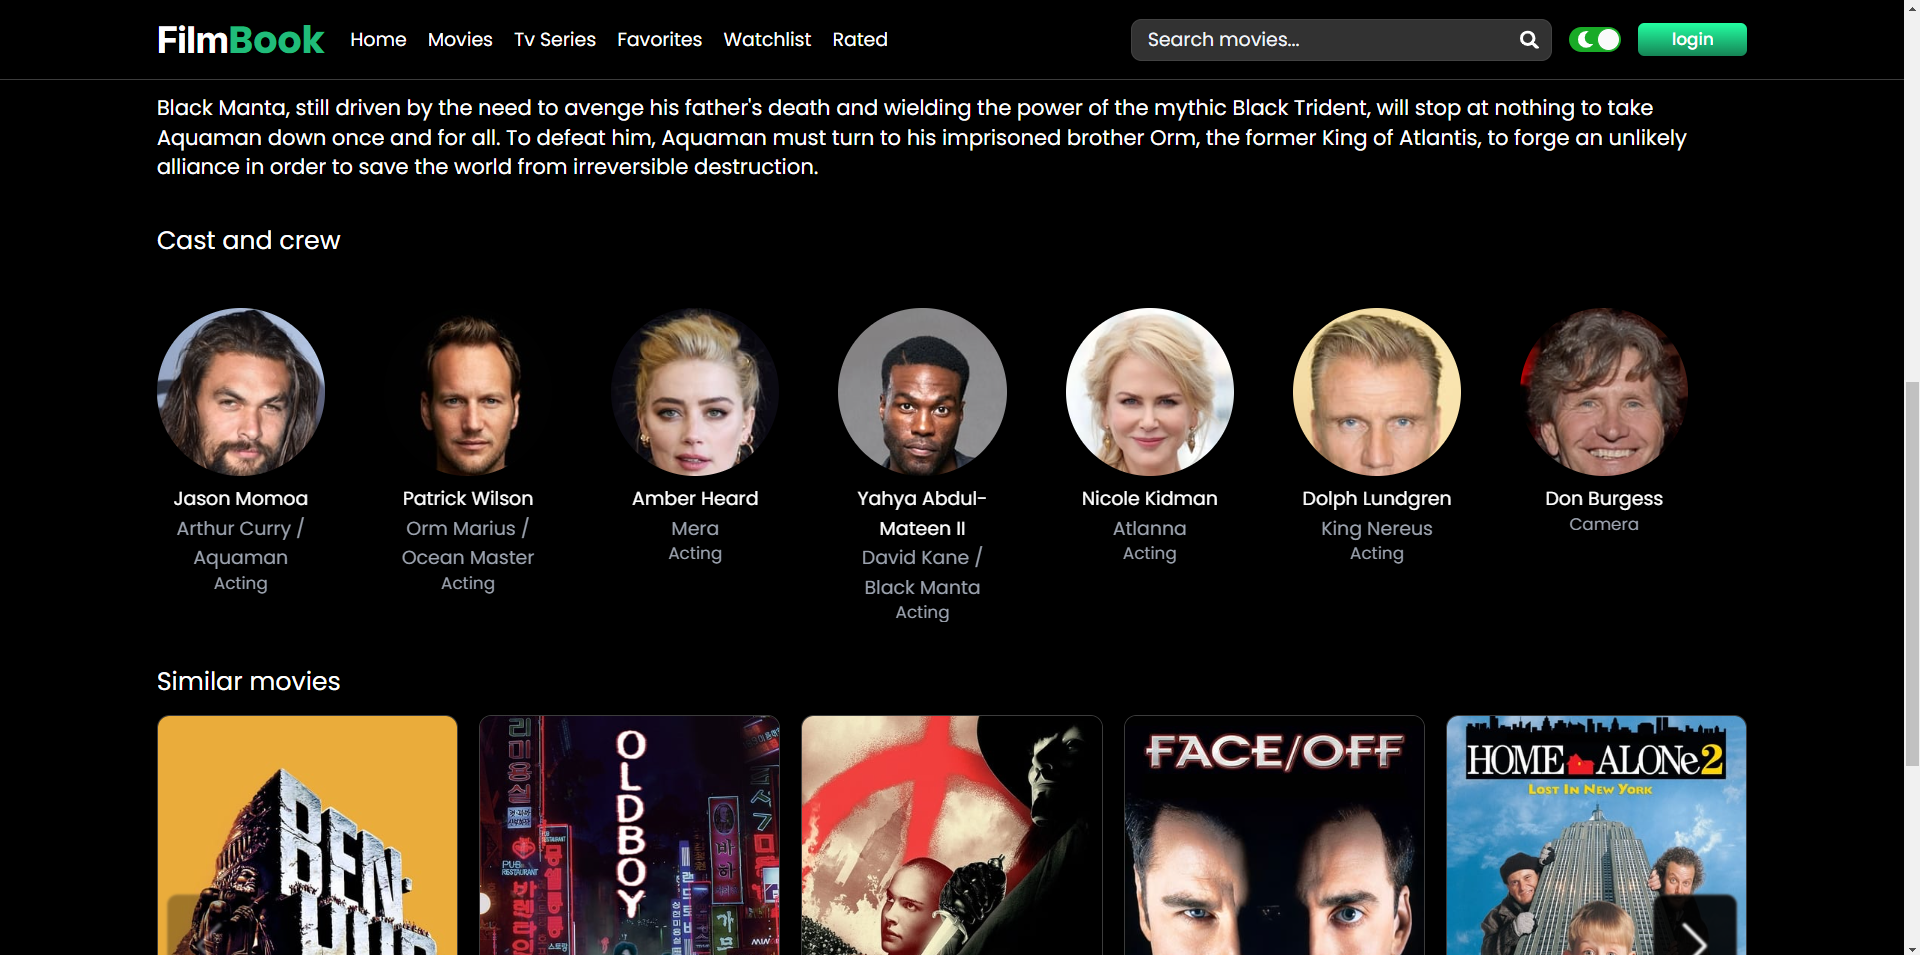 FilmBook Home Movies Tv Series Favorites Watchlist Rated Search movies... login
Black Manta, still driven by the need to avenge his father's death and wielding the power of the mythic Black Trident, will stop at nothing to take
Aquaman down once and for all. To defeat him, Aquaman must turn to his imprisoned brother Orm, the former King of Atlantis, to forge an unlikely
alliance in order to save the world from irreversible destruction.
Cast and crew
Jason Momoa
Arthur Curry /
Aquaman
Acting
Patrick Wilson
Orm Marius /
Ocean Master
Acting
Amber Heard
Mera
Acting
Yahya Abdul-
Mateen II
David Kane /
Black Manta
Acting
Nicole Kidman
Atlanna
Acting
Dolph Lundgren
King Nereus
Acting
Don Burgess
Camera
Similar movies
BEN-
HUR
OLDBOY
PUB
RESTAURANT
FACE/OFF
HOME ALONe 2
LOST IN NEW YORK